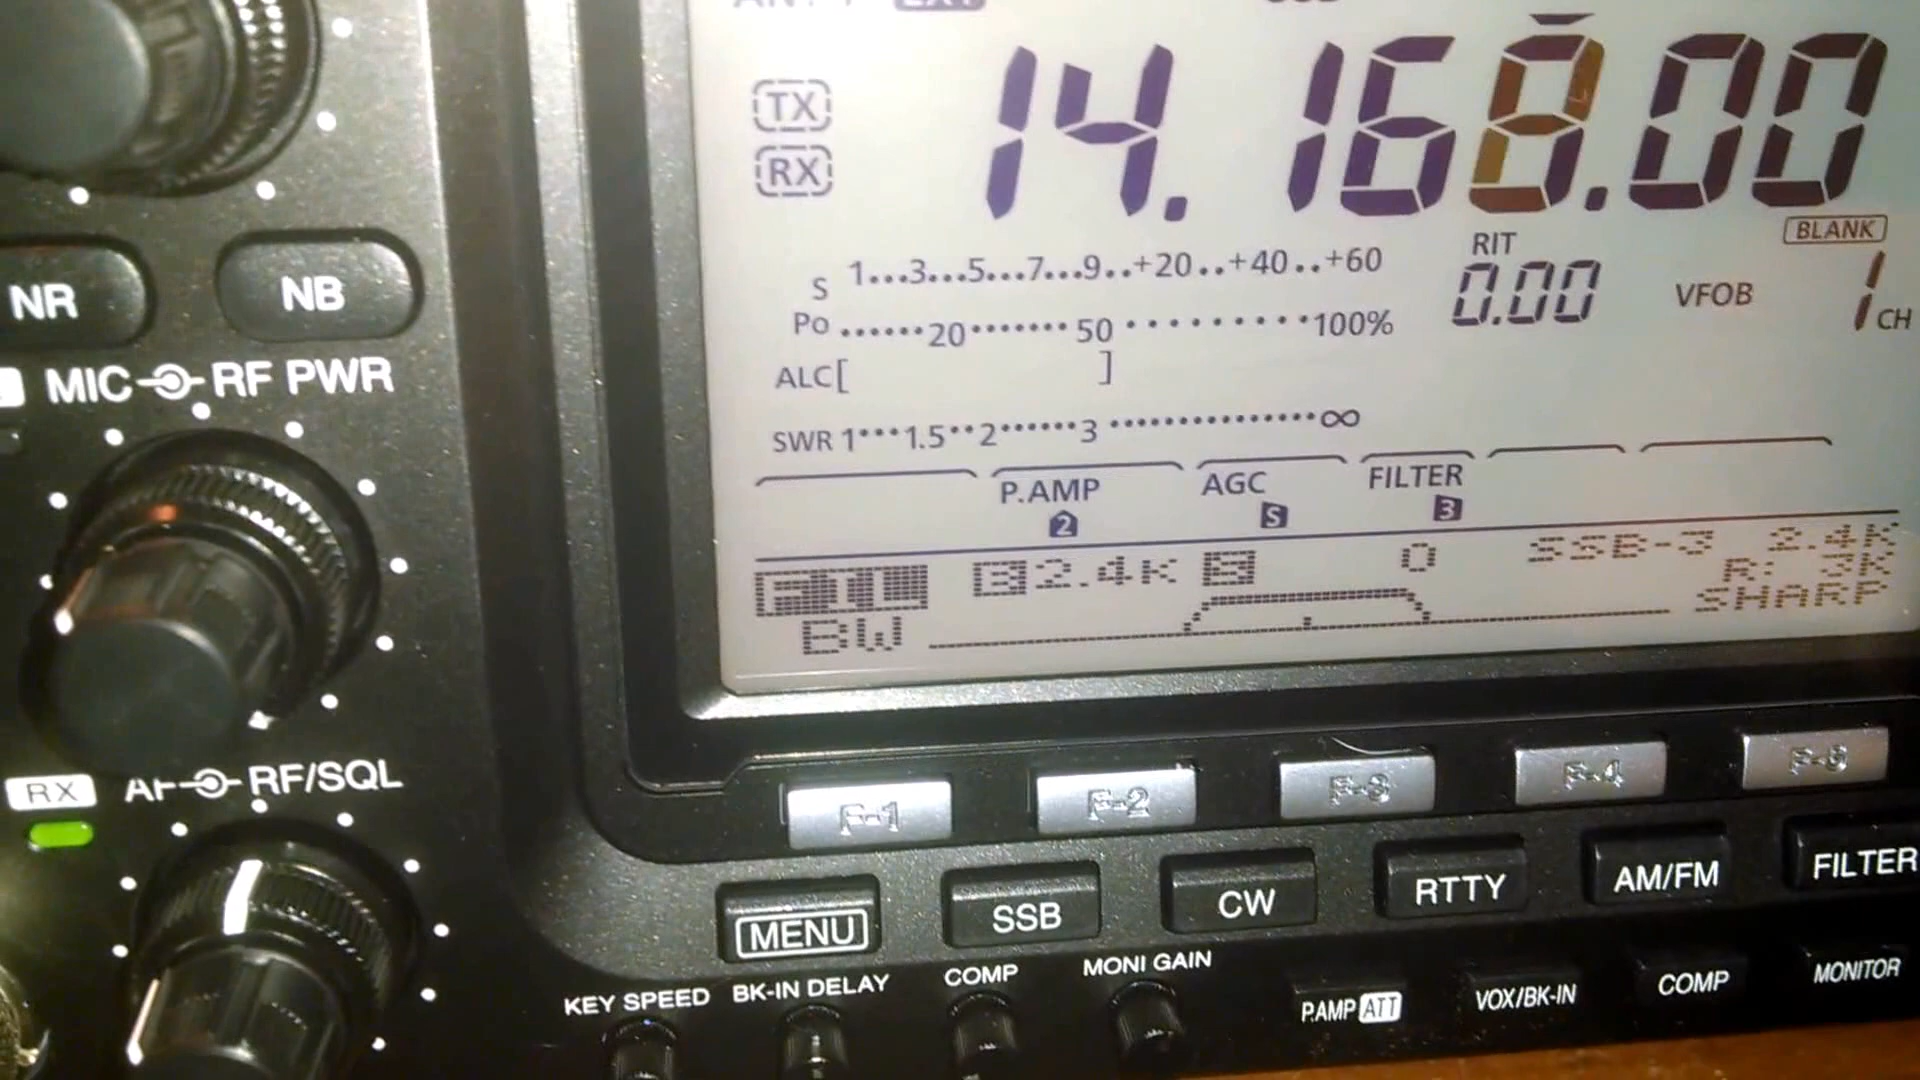 TX
14.168.00
RX
BLANK
RIT
S 1...3...5...7...9..+20..+40..+60
0.00
VFOB
1 CH
Po ......20.......50..........100%
ALC[ ]
SWR 1•••1.5••2••••••3••••••••••••••∞
P.AMP AGC FILTER
2 S 3
FIL E 2.4K S 0 SSB-3 2.4K
R: 3K
BW SHARP
NR NB
MIC RF PWR
RX AF RF/SQL
F-1 F-2 F-3 F-4 F-5
MENU SSB CW RTTY AM/FM FILTER
KEY SPEED BK-IN DELAY COMP MONI GAIN
P.AMP ATT VOX/BK-IN COMP MONITOR